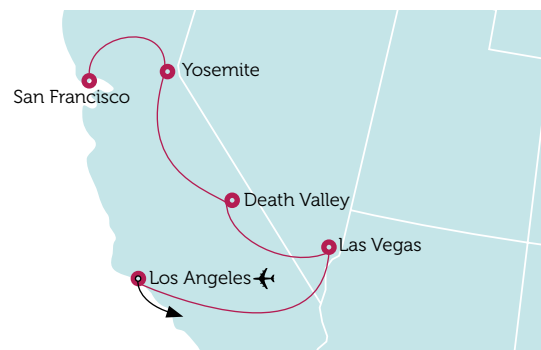 Yosemite
San Francisco
Death Valley
Las Vegas
Los Angeles